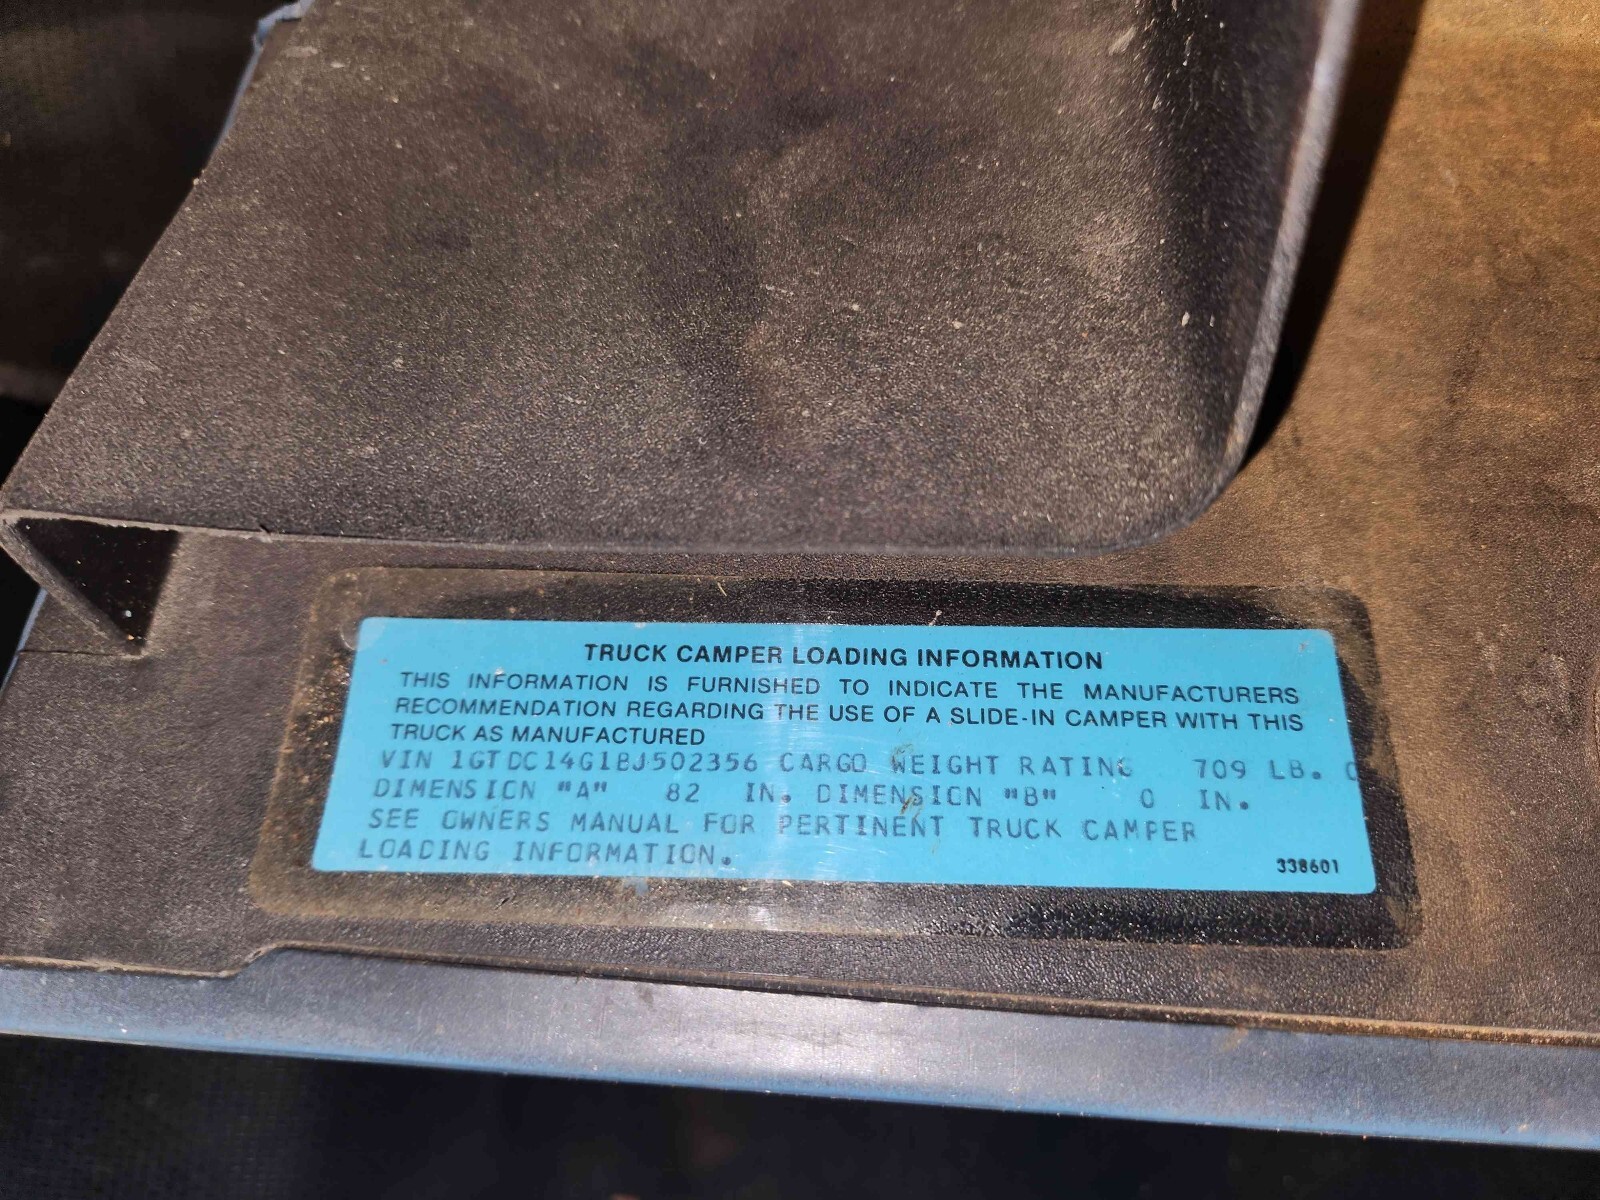 TRUCK CAMPER LOADING INFORMATION
THIS INFORMATION IS FURNISHED TO INDICATE THE MANUFACTURERS
RECOMMENDATION REGARDING THE USE OF A SLIDE-IN CAMPER WITH THIS
TRUCK AS MANUFACTURED
VIN 1GTDC14G1BJ502356 CARGO WEIGHT RATING 709 LB.
DIMENSION "A" 82 IN. DIMENSION "B" 0 IN.
SEE OWNERS MANUAL FOR PERTINENT TRUCK CAMPER
LOADING INFORMATION.
338601